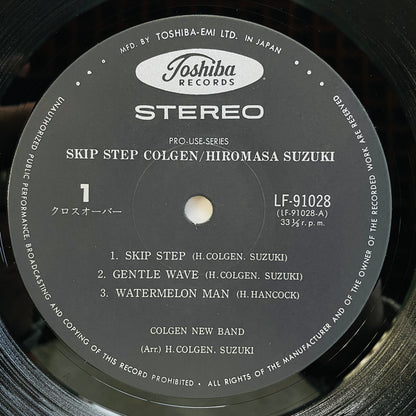 MFD. BY TOSHIBA-EMI LTD. IN JAPAN
Toshiba
RECORDS
STEREO
PRO-USE-SERIES
SKIP STEP COLGEN/HIROMASA SUZUKI
1
クロスオーバー
LF-91028
(LF-91028-A)
33 1/3 r. p. m.
1. SKIP STEP (H. COLGEN. SUZUKI)
2. GENTLE WAVE (H. COLGEN. SUZUKI)
3. WATERMELON MAN (H. HANCOCK)
COLGEN NEW BAND
(Arr.) H. COLGEN. SUZUKI
UNAUTHORIZED PUBLIC PERFORMANCE, BROADCASTING AND COPYING OF THIS RECORD PROHIBITED • ALL RIGHTS OF THE MANUFACTURER AND OF THE OWNER OF THE RECORDED WORK ARE RESERVED